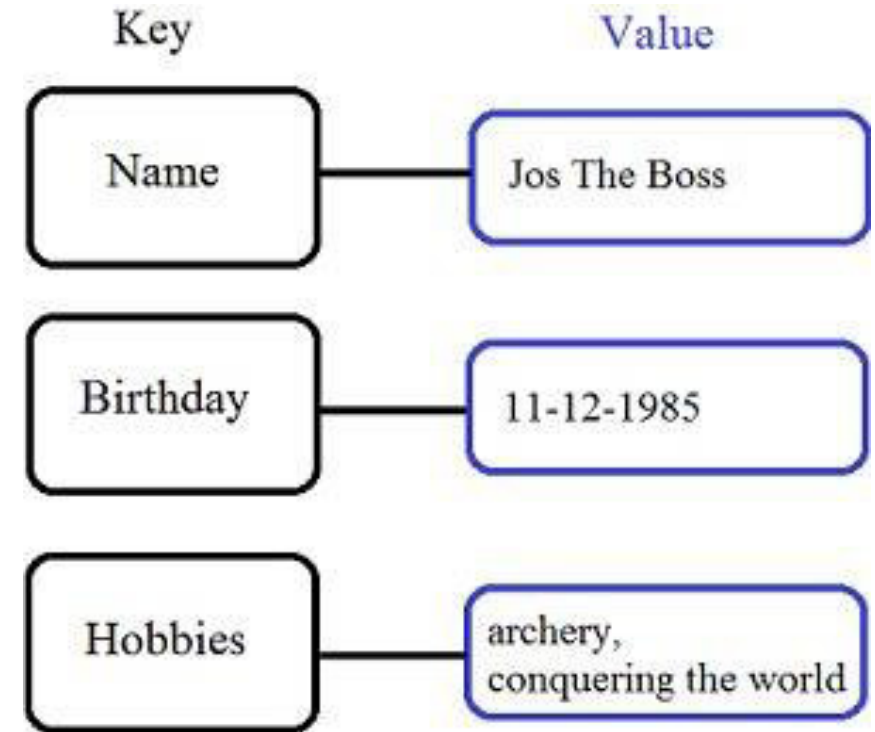 Key
Value
Name
Jos The Boss
Birthday
11-12-1985
Hobbies
archery,
conquering the world